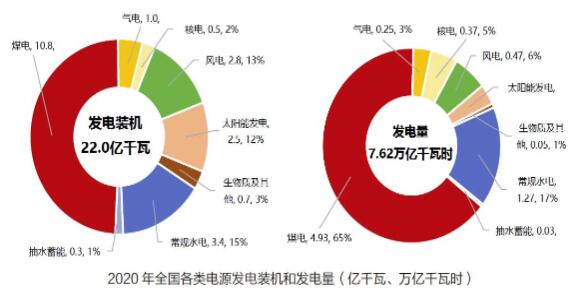 气电, 1.0,
核电, 0.5, 2%
煤电, 10.8,
风电, 2.8, 13%
发电装机
22.0亿千瓦
太阳能发电,
2.5, 12%
生物质及其
他, 0.7, 3%
常规水电, 3.4, 15%
抽水蓄能, 0.3, 1%
气电, 0.25, 3%
核电, 0.37, 5%
风电, 0.47, 6%
太阳能发电,
发电量
7.62万亿千瓦时
生物质及其
他, 0.05, 1%
常规水电,
1.27, 17%
煤电, 4.93, 65%
抽水蓄能, 0.03,
2020 年全国各类电源发电装机和发电量（亿千瓦、万亿千瓦时）